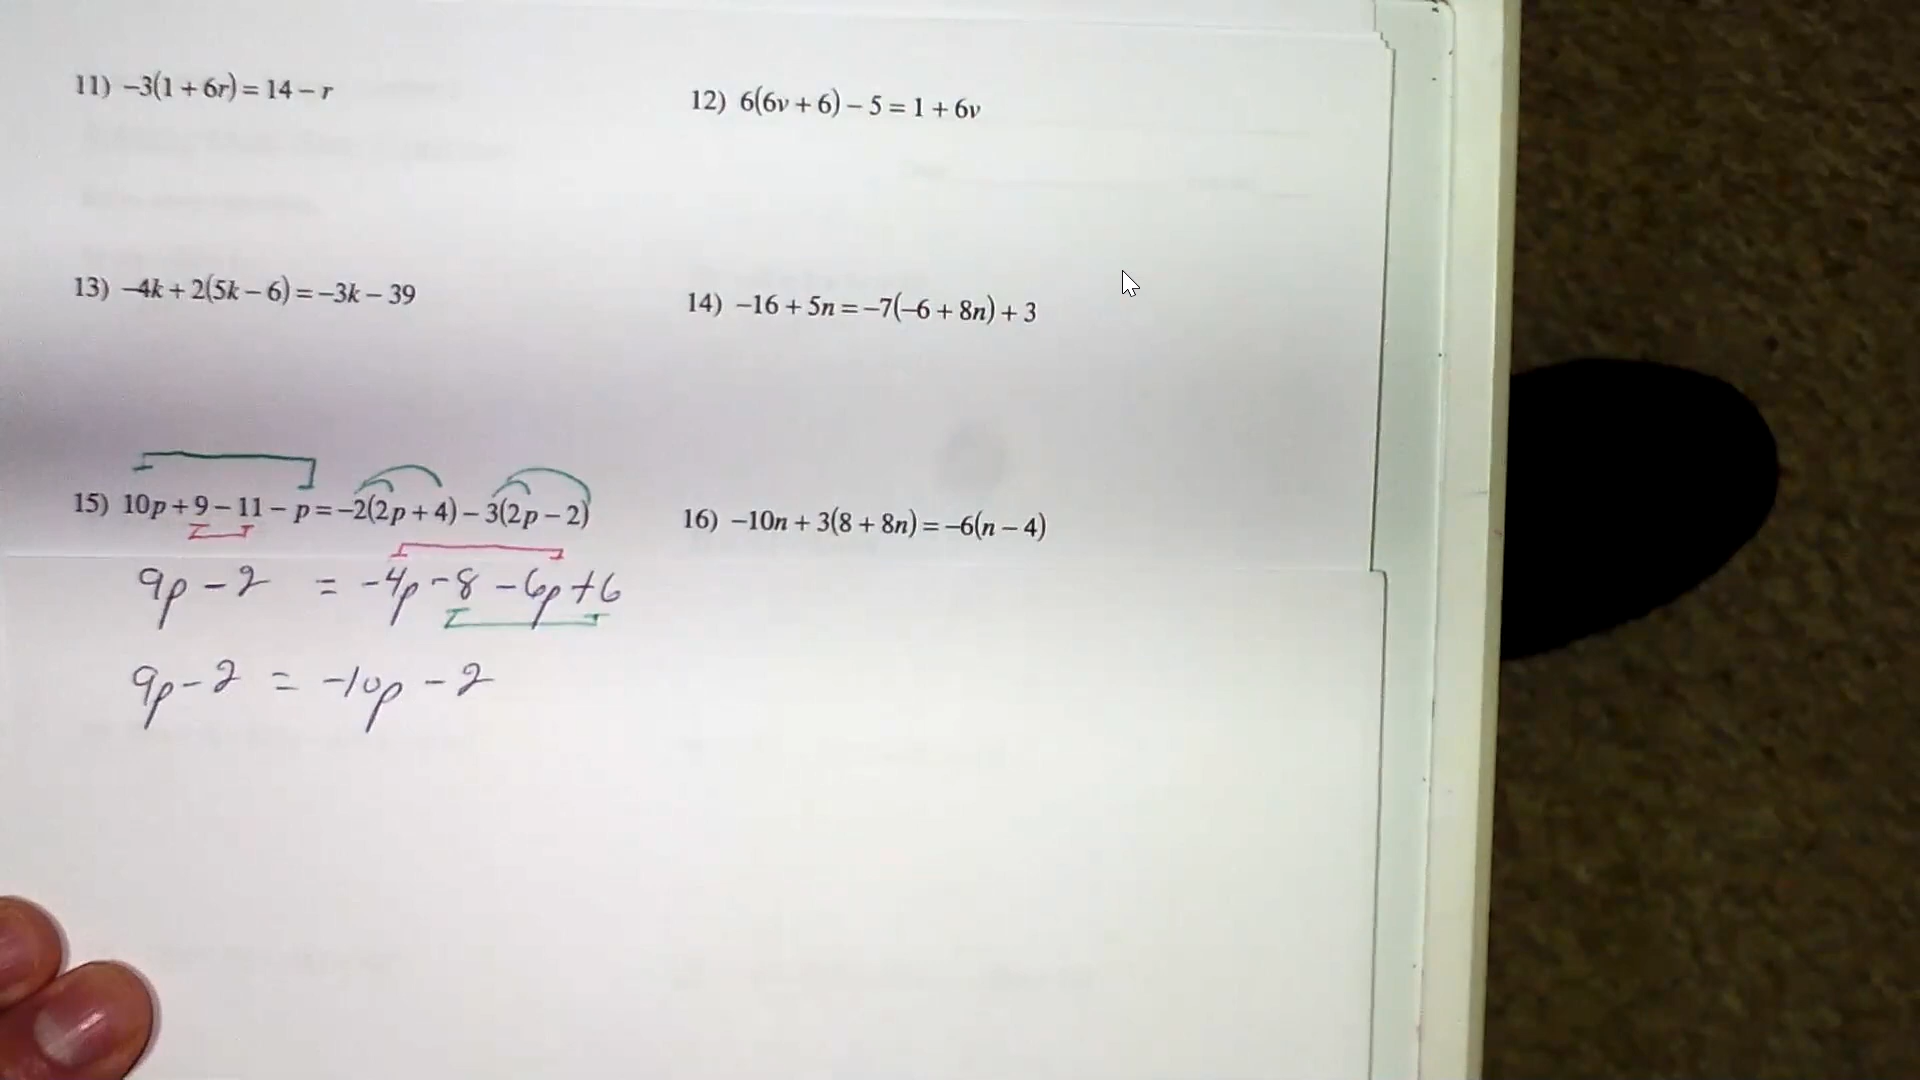 11) −3(1 + 6r) = 14 − r
12) 6(6v + 6) − 5 = 1 + 6v
13) −4k + 2(5k − 6) = −3k − 39
14) −16 + 5n = −7(−6 + 8n) + 3
15) 10p + 9 − 11 − p = −2(2p + 4) − 3(2p − 2)
16) −10n + 3(8 + 8n) = −6(n − 4)
9p − 2 = −4p − 8 − 6p + 6
9p − 2 = −10p − 2